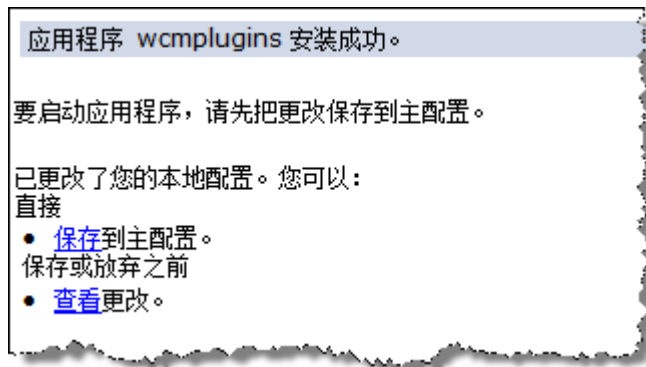 应用程序 wcmplugins 安装成功。
要启动应用程序，请先把更改保存到主配置。
已更改了您的本地配置。您可以：
直接
• 保存到主配置。
保存或放弃之前
• 查看更改。